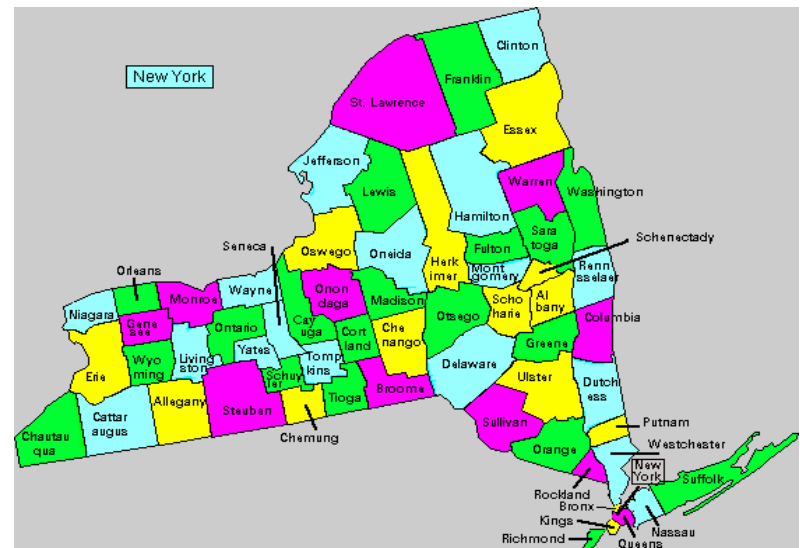 New York
Clinton
Franklin
St. Lawrence
Essex
Jefferson
Lewis
Warren
Washington
Hamilton
Oswego
Oneida
Herk
imer
Fulton
Sara
toga
Schenectady
Seneca
Orleans
Niagara
Monroe
Wayne
Gene
see
Ontario
Cay
uga
Onon
daga
Madison
Mont
gomery
Renn
sselaer
Erie
Wyo
ming
Living
ston
Yates
Tomp
kins
Cort
land
Che
nango
Otsego
Scho
harie
Al
bany
Columbia
Greene
Schuy
ler
Chautau
qua
Cattar
augus
Allegany
Steuben
Chemung
Tioga
Broome
Delaware
Ulster
Dutch
ess
Sullivan
Orange
Putnam
Westchester
Rockland
New
York
Bronx
Kings
Richmond
Queens
Nassau
Suffolk